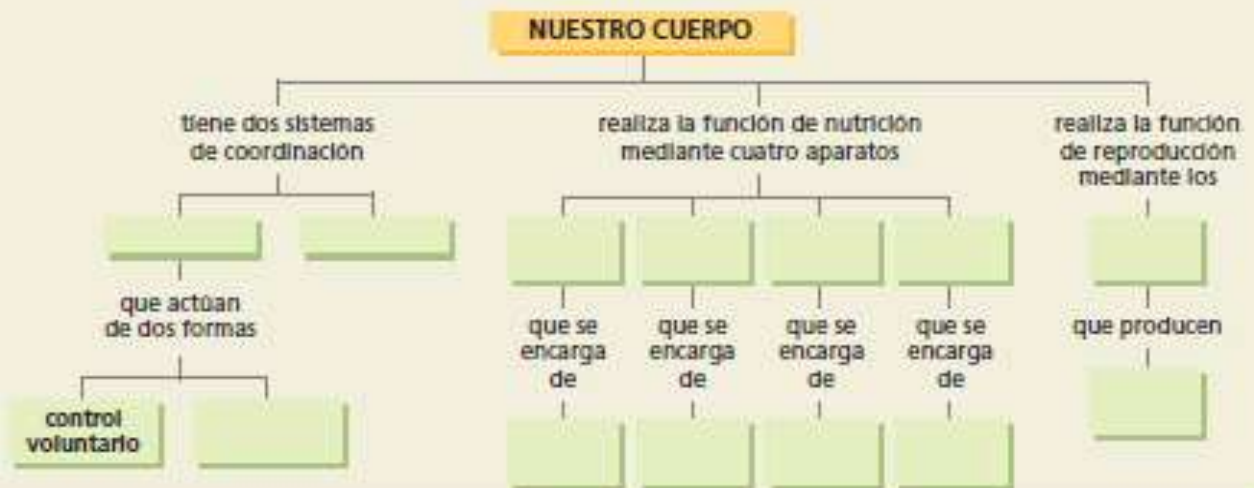 NUESTRO CUERPO
tiene dos sistemas
de coordinación
realiza la función de nutrición
mediante cuatro aparatos
realiza la función
de reproducción
mediante los
que actúan
de dos formas
control
voluntario
que se
encarga
de
que se
encarga
de
que se
encarga
de
que se
encarga
de
que producen